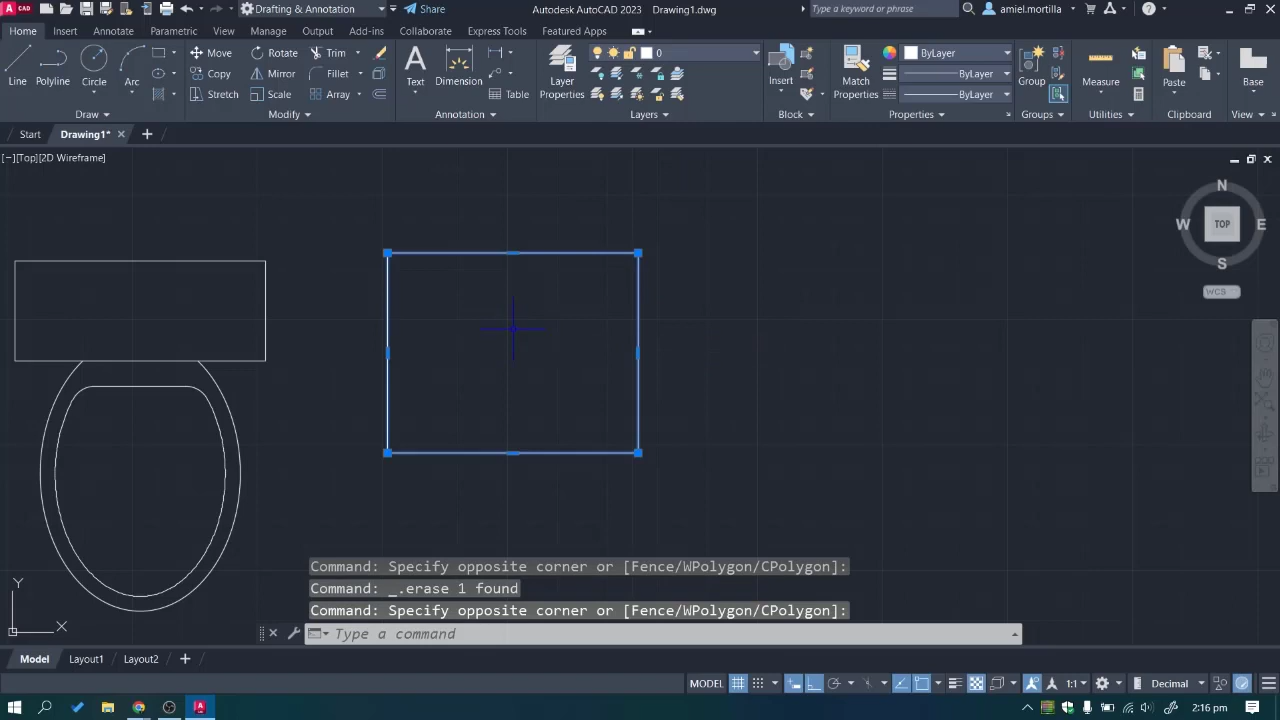 CAD
Drafting & Annotation
Share
Autodesk AutoCAD 2023 Drawing1.dwg
Type a keyword or phrase
amiel.mortilla
Home Insert Annotate Parametric View Manage Output Add-ins Collaborate Express Tools Featured Apps
Line Polyline Circle Arc
Move Rotate Trim
Copy Mirror Fillet
Stretch Scale Array
Text Dimension Table
Layer Properties
0
Insert
Match Properties
ByLayer
ByLayer
ByLayer
Group
Measure
Paste
Base
Draw Modify Annotation Layers Block Properties Groups Utilities Clipboard View
Start Drawing1*
[−][Top][2D Wireframe]
N
W TOP E
S
WCS
Command: Specify opposite corner or [Fence/WPolygon/CPolygon]:
Command: _.erase 1 found
Command: Specify opposite corner or [Fence/WPolygon/CPolygon]:
Type a command
Y
X
Model Layout1 Layout2
MODEL 1:1 Decimal
2:16 pm